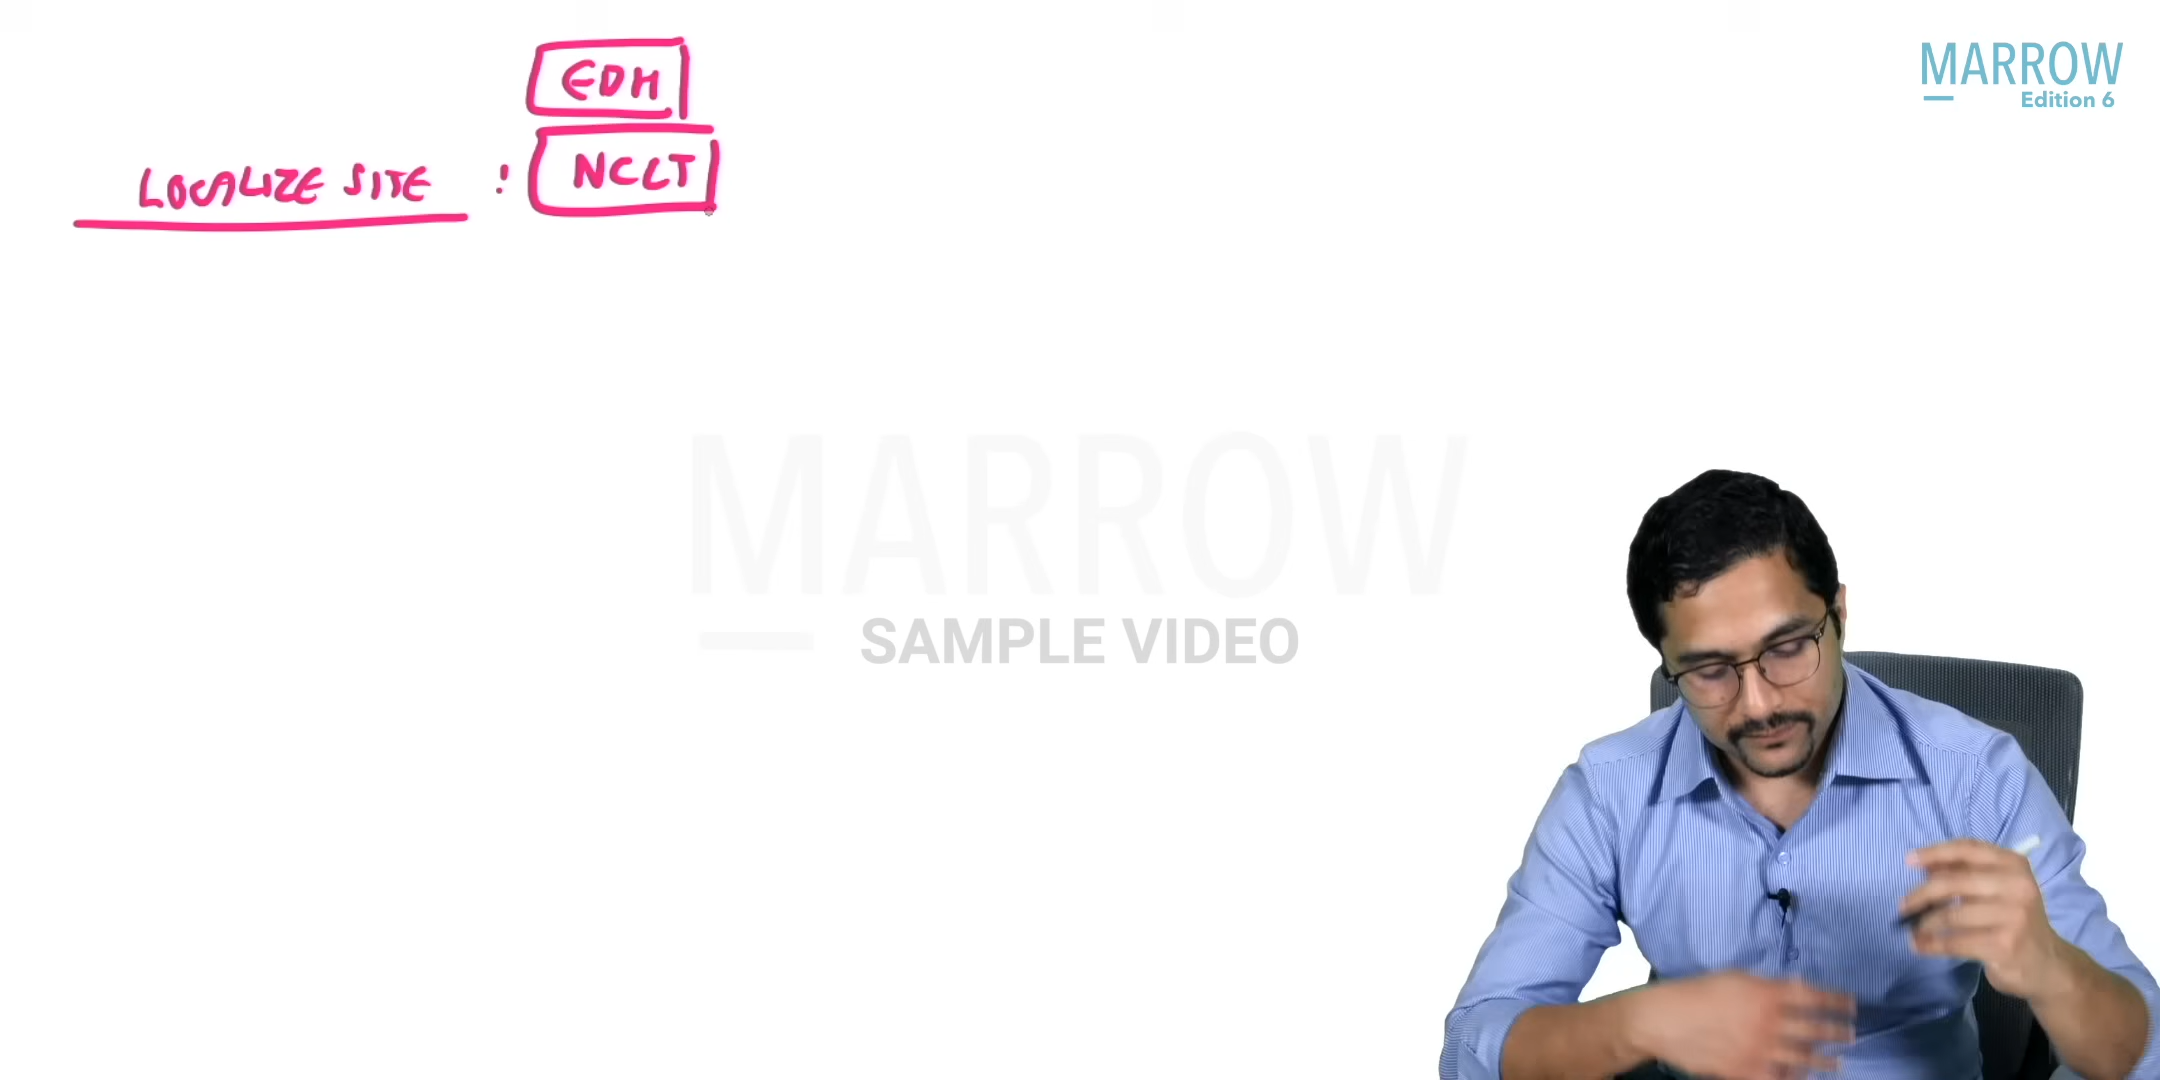 EDH
LOCALIZE SITE : NCCT
MARROW
Edition 6
MARROW
SAMPLE VIDEO